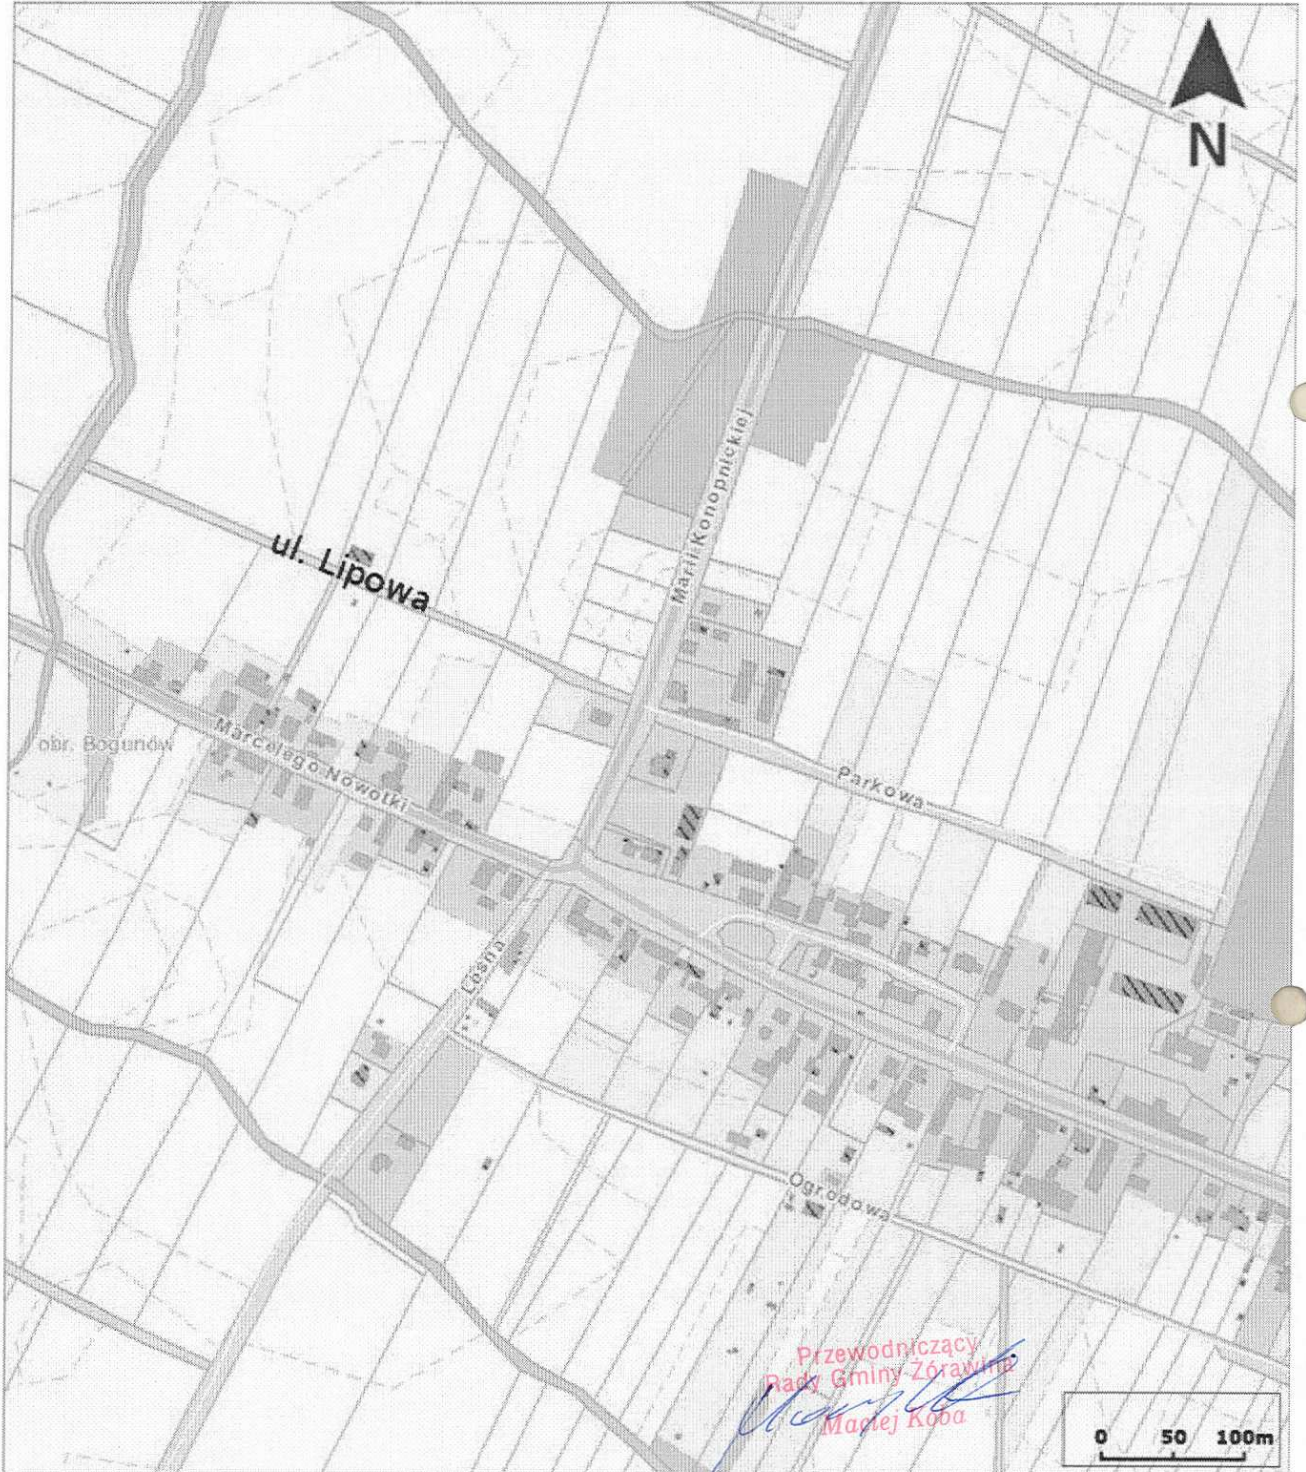 N
Marii Konopnickiej
ul. Lipowa
obr. Bogunów
Marcelego Nowotki
Parkowa
Leśna
Ogrodowa
Przewodniczący
Rady Gminy Żórawina
Maciej Kóba
0 50 100m